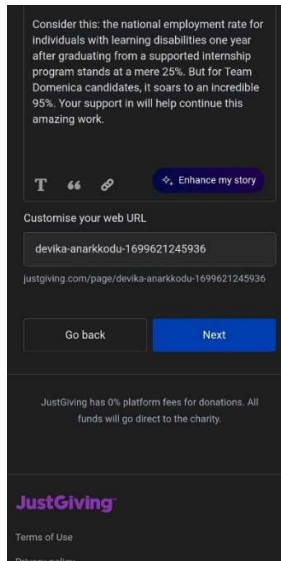 Consider this: the national employment rate for
individuals with learning disabilities one year
after graduating from a supported internship
program stands at a mere 25%. But for Team
Domenica candidates, it soars to an incredible
95%. Your support in will help continue this
amazing work.
T
Enhance my story
Customise your web URL
devika-anarkkodu-1699621245936
justgiving.com/page/devika-anarkkodu-1699621245936
Go back
Next
JustGiving has 0% platform fees for donations. All
funds will go direct to the charity.
JustGiving
Terms of Use
Privacy policy